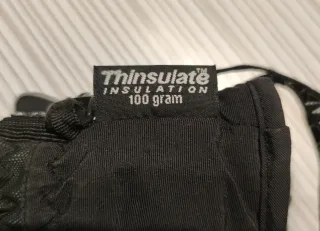 Thinsulate™
INSULATION
100 gram